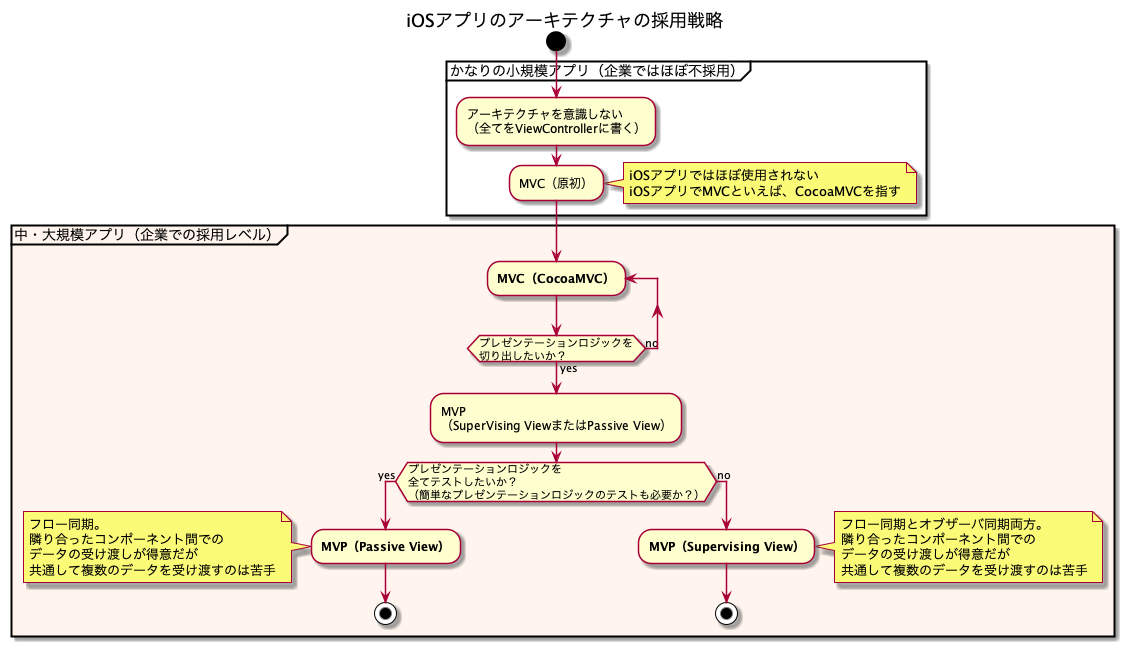 iOSアプリのアーキテクチャの採用戦略
かなりの小規模アプリ（企業ではほぼ不採用）
アーキテクチャを意識しない
（全てをViewControllerに書く）
MVC（原初）
iOSアプリではほぼ使用されない
iOSアプリでMVCといえば、CocoaMVCを指す
中・大規模アプリ（企業での採用レベル）
MVC（CocoaMVC）
プレゼンテーションロジックを
切り出したいか？
no
yes
MVP
（SuperVising ViewまたはPassive View）
プレゼンテーションロジックを
全てテストしたいか？
（簡単なプレゼンテーションロジックのテストも必要か？）
yes
no
フロー同期。
隣り合ったコンポーネント間での
データの受け渡しが得意だが
共通して複数のデータを受け渡すのは苦手
MVP（Passive View）
MVP（Supervising View）
フロー同期とオブザーバ同期両方。
隣り合ったコンポーネント間での
データの受け渡しが得意だが
共通して複数のデータを受け渡すのは苦手